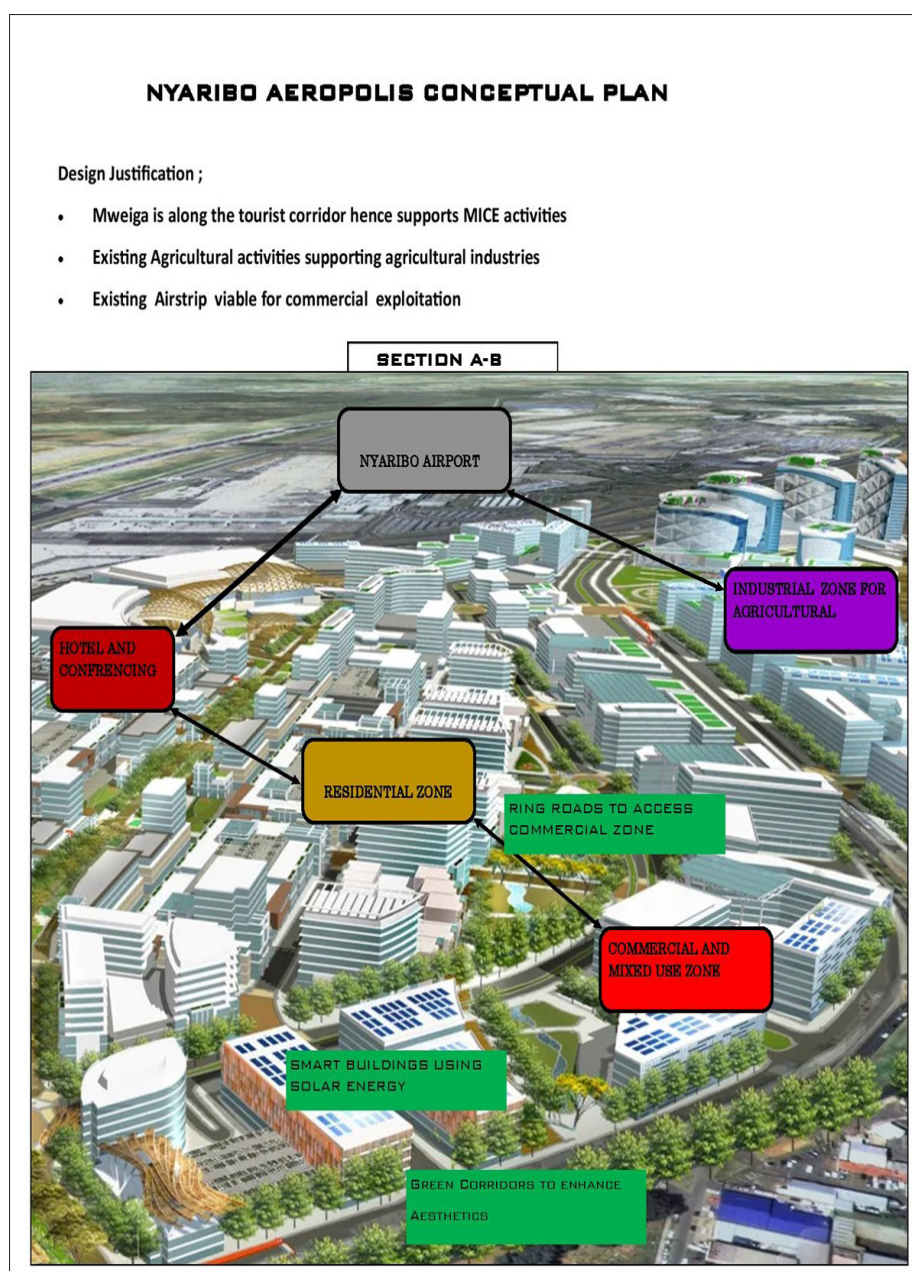 NYARIBO AEROPOLIS CONCEPTUAL PLAN
Design Justification ;
• Mweiga is along the tourist corridor hence supports MICE activities
• Existing Agricultural activities supporting agricultural industries
• Existing Airstrip viable for commercial exploitation
SECTION A-B
NYARIBO AIRPORT
INDUSTRIAL ZONE FOR
AGRICULTURAL
HOTEL AND
CONFRENCING
RESIDENTIAL ZONE
RING ROADS TO ACCESS
COMMERCIAL ZONE
COMMERCIAL AND
MIXED USE ZONE
SMART BUILDINGS USING
SOLAR ENERGY
GREEN CORRIDORS TO ENHANCE
AESTHETICS